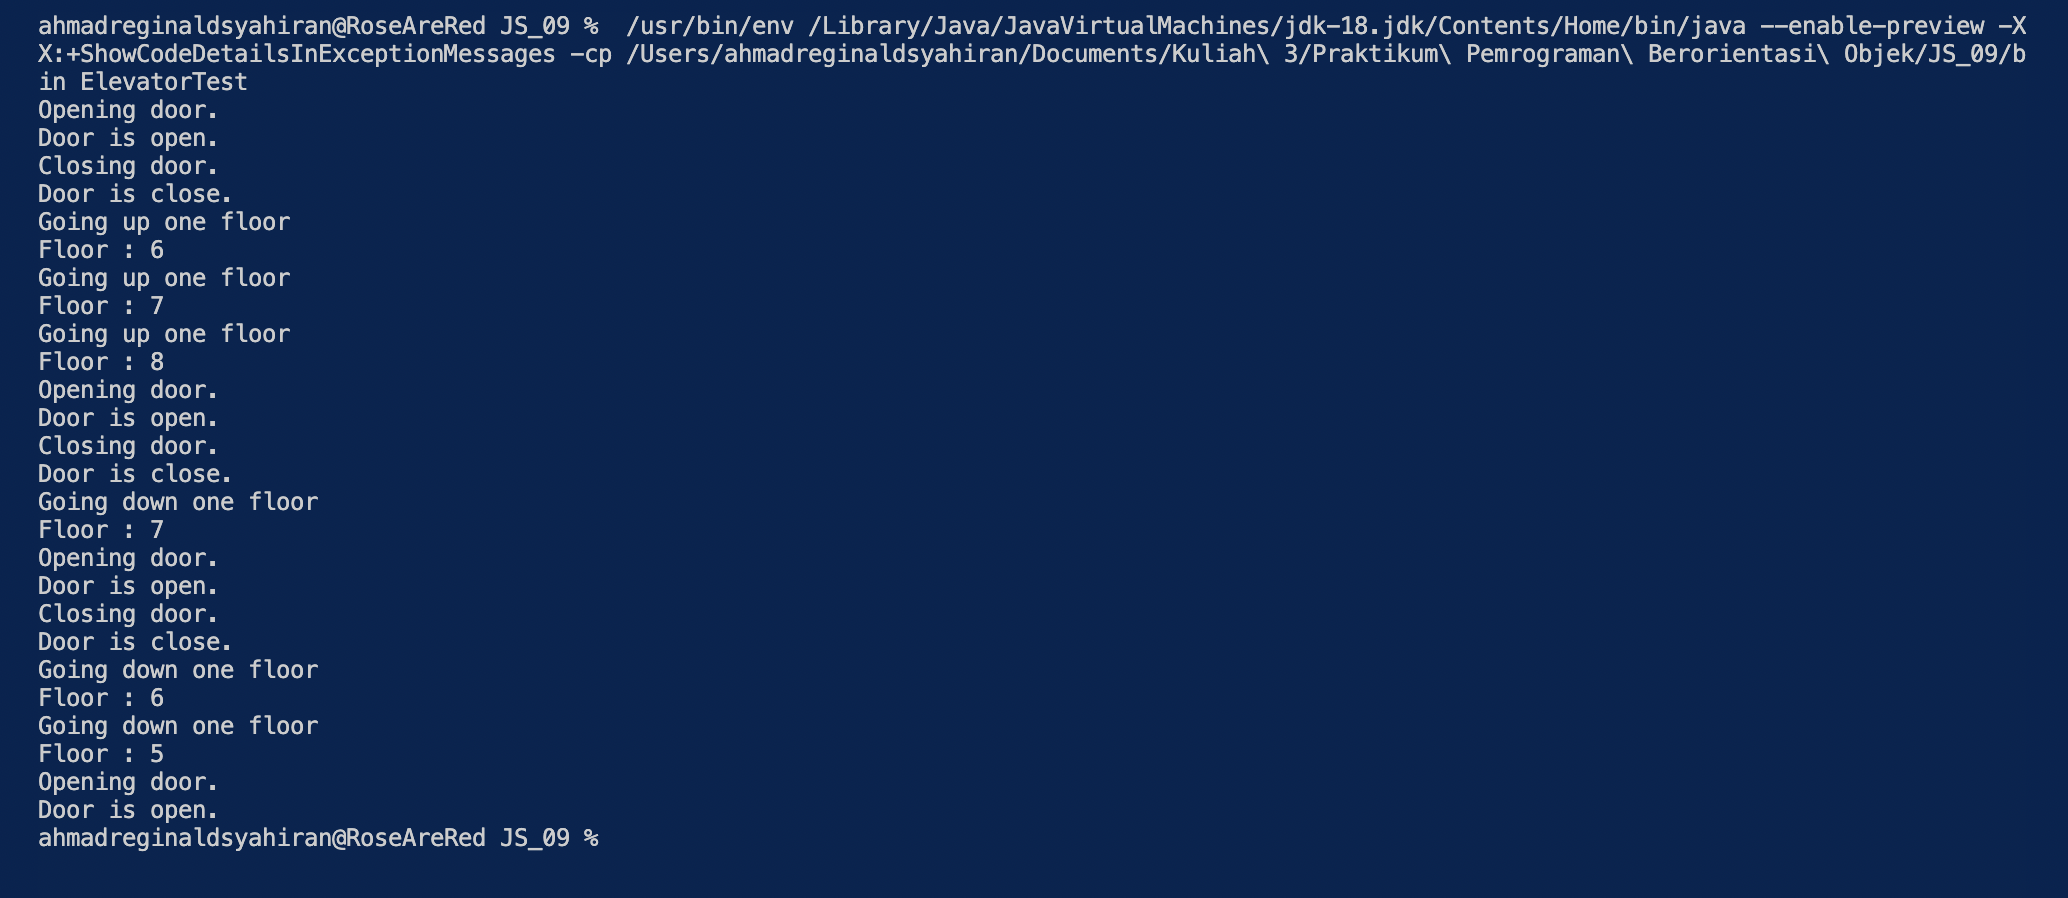 ahmadreginaldsyahiran@RoseAreRed JS_09 %  /usr/bin/env /Library/Java/JavaVirtualMachines/jdk-18.jdk/Contents/Home/bin/java --enable-preview -X
X:+ShowCodeDetailsInExceptionMessages -cp /Users/ahmadreginaldsyahiran/Documents/Kuliah\ 3/Praktikum\ Pemrograman\ Berorientasi\ Objek/JS_09/b
in ElevatorTest
Opening door.
Door is open.
Closing door.
Door is close.
Going up one floor
Floor : 6
Going up one floor
Floor : 7
Going up one floor
Floor : 8
Opening door.
Door is open.
Closing door.
Door is close.
Going down one floor
Floor : 7
Opening door.
Door is open.
Closing door.
Door is close.
Going down one floor
Floor : 6
Going down one floor
Floor : 5
Opening door.
Door is open.
ahmadreginaldsyahiran@RoseAreRed JS_09 %